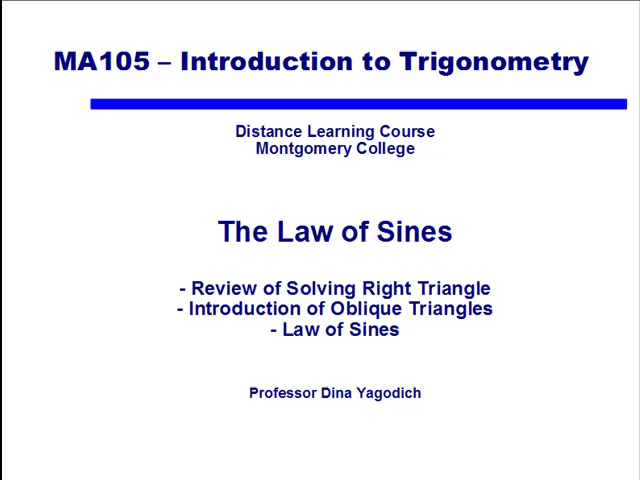 MA105 – Introduction to Trigonometry
Distance Learning Course
Montgomery College
The Law of Sines
- Review of Solving Right Triangle
- Introduction of Oblique Triangles
- Law of Sines
Professor Dina Yagodich